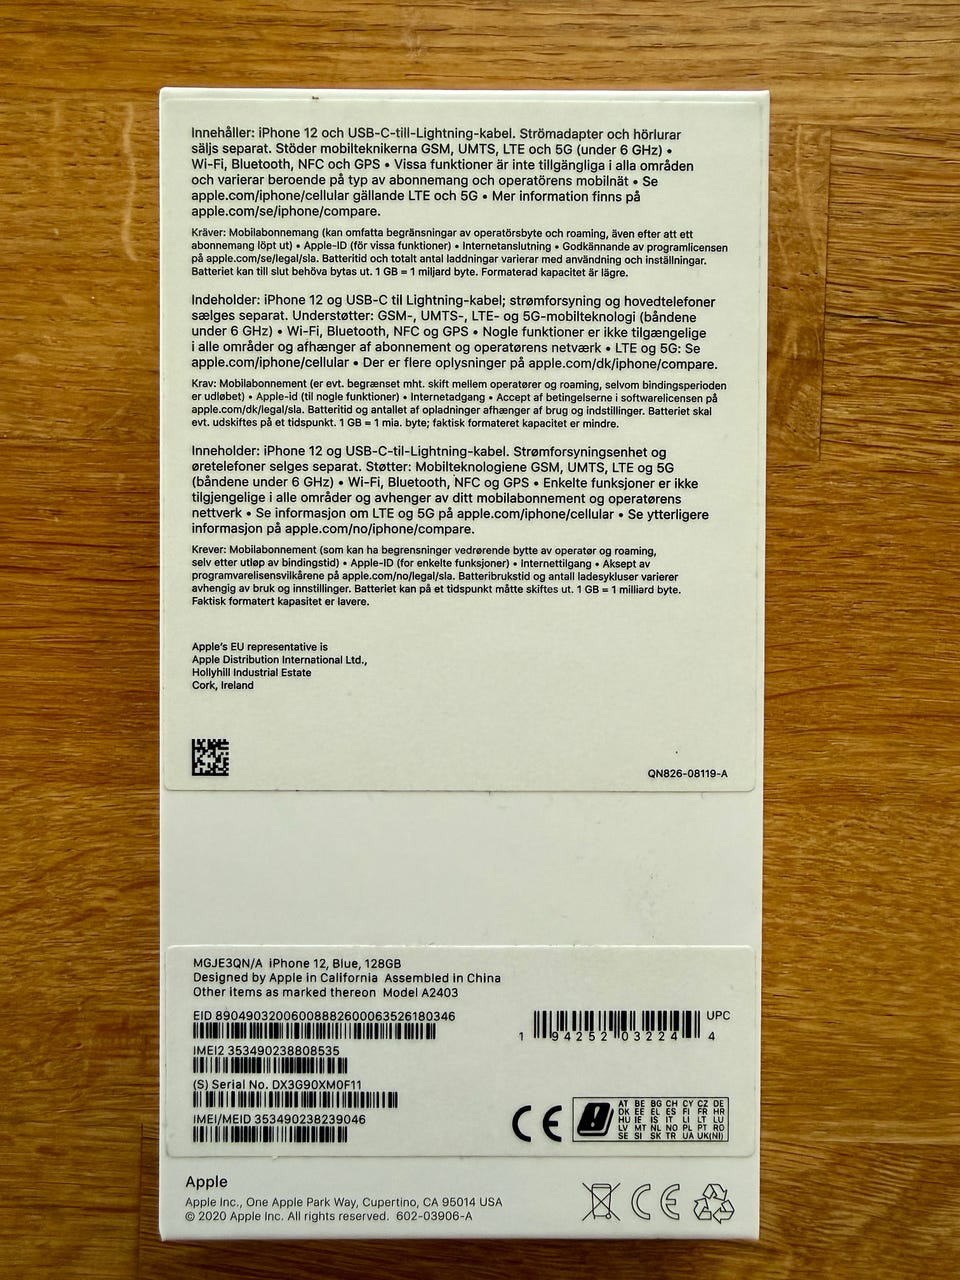 Innehåller: iPhone 12 och USB-C-till-Lightning-kabel. Strömadapter och hörlurar
säljs separat. Stöder mobilteknikerna GSM, UMTS, LTE och 5G (under 6 GHz) •
Wi-Fi, Bluetooth, NFC och GPS • Vissa funktioner är inte tillgängliga i alla områden
och varierar beroende på typ av abonnemang och operatörens mobilnät • Se
apple.com/iphone/cellular gällande LTE och 5G • Mer information finns på
apple.com/se/iphone/compare.
Kräver: Mobilabonnemang (kan omfatta begränsningar av operatörsbyte och roaming, även efter att ett
abonnemang löpt ut) • Apple-ID (för vissa funktioner) • Internetanslutning • Godkännande av programlicensen
på apple.com/se/legal/sla. Batteritid och totalt antal laddningar varierar med användning och inställningar.
Batteriet kan till slut behöva bytas ut. 1 GB = 1 miljard byte. Formaterad kapacitet är lägre.
Indeholder: iPhone 12 og USB-C til Lightning-kabel; strømforsyning og hovedtelefoner
sælges separat. Understøtter: GSM-, UMTS-, LTE- og 5G-mobilteknologi (båndene
under 6 GHz) • Wi-Fi, Bluetooth, NFC og GPS • Nogle funktioner er ikke tilgængelige
i alle områder og afhænger af abonnement og operatørens netværk • LTE og 5G: Se
apple.com/iphone/cellular • Der er flere oplysninger på apple.com/dk/iphone/compare.
Krav: Mobilabonnement (er evt. begrænset mht. skift mellem operatører og roaming, selvom bindingsperioden
er udløbet) • Apple-id (til nogle funktioner) • Internetadgang • Accept af betingelserne i softwarelicensen på
apple.com/dk/legal/sla. Batteritid og antallet af opladninger afhænger af brug og indstillinger. Batteriet skal
evt. udskiftes på et tidspunkt. 1 GB = 1 mia. byte; faktisk formateret kapacitet er mindre.
Inneholder: iPhone 12 og USB-C-til-Lightning-kabel. Strømforsyningsenhet og
øretelefoner selges separat. Støtter: Mobilteknologiene GSM, UMTS, LTE og 5G
(båndene under 6 GHz) • Wi-Fi, Bluetooth, NFC og GPS • Enkelte funksjoner er ikke
tilgjengelige i alle områder og avhenger av ditt mobilabonnement og operatørens
nettverk • Se informasjon om LTE og 5G på apple.com/iphone/cellular • Se ytterligere
informasjon på apple.com/no/iphone/compare.
Krever: Mobilabonnement (som kan ha begrensninger vedrørende bytte av operatør og roaming,
selv etter utløp av bindingstid) • Apple-ID (for enkelte funksjoner) • Internettilgang • Aksept av
programvarelisensvilkårene på apple.com/no/legal/sla. Batteribrukstid og antall ladesykluser varierer
avhengig av bruk og innstillinger. Batteriet kan på et tidspunkt måtte skiftes ut. 1 GB = 1 milliard byte.
Faktisk formatert kapasitet er lavere.
Apple's EU representative is
Apple Distribution International Ltd.,
Hollyhill Industrial Estate
Cork, Ireland
QN826-08119-A
MGJE3QN/A iPhone 12, Blue, 128GB
Designed by Apple in California Assembled in China
Other items as marked thereon Model A2403
EID 89049032006008882600063526180346
IMEI2 353490238808535
(S) Serial No. DX3G90XM0F11
IMEI/MEID 353490238239046
UPC
1 94252 03224 4
CE
AT BE BG CH CY CZ DE
DK EE EL ES FI FR HR
HU IE IS IT LI LT LU
LV MT NL NO PL PT RO
SE SI SK TR UA UK(NI)
Apple
Apple Inc., One Apple Park Way, Cupertino, CA 95014 USA
© 2020 Apple Inc. All rights reserved. 602-03906-A
CE